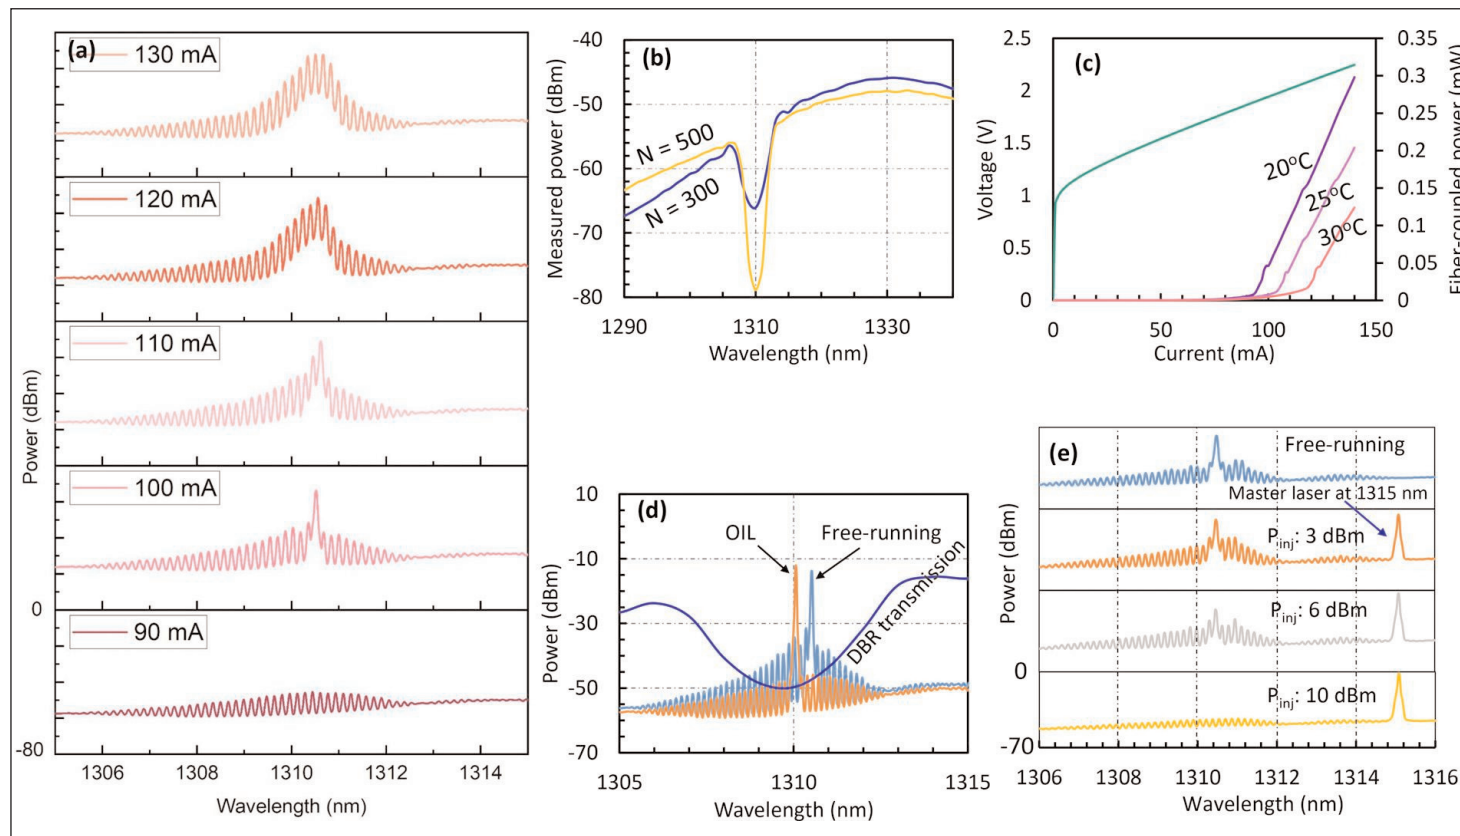 (a)
130 mA
120 mA
110 mA
100 mA
0
90 mA
-80
Power (dBm)
1306 1308 1310 1312 1314
Wavelength (nm)
(b)
-40
-50
-60
-70
-80
Measured power (dBm)
N = 500
N = 300
1290 1310 1330
Wavelength (nm)
(c)
2.5
2
1.5
1
0.5
0
Voltage (V)
0.35
0.3
0.25
0.2
0.15
0.1
0.05
0
Fiber-coupled power (mW)
20°C
25°C
30°C
0 50 100 150
Current (mA)
(d)
10
-10
-30
-50
-70
Power (dBm)
OIL
Free-running
DBR transmission
1305 1310 1315
Wavelength (nm)
(e)
Free-running
Master laser at 1315 nm
Pinj: 3 dBm
Pinj: 6 dBm
0
Pinj: 10 dBm
-70
Power (dBm)
1306 1308 1310 1312 1314 1316
Wavelength (nm)